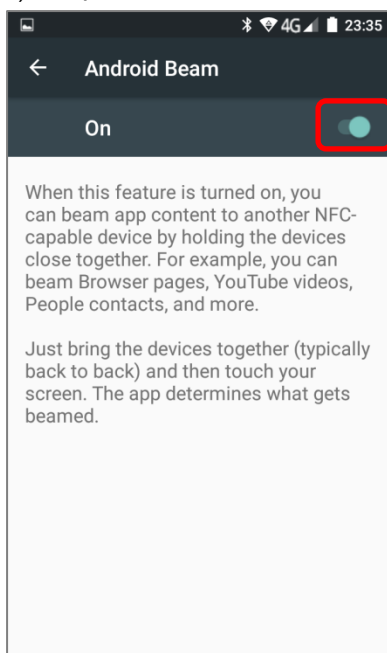 4G 23:35
Android Beam
On
When this feature is turned on, you
can beam app content to another NFC-
capable device by holding the devices
close together. For example, you can
beam Browser pages, YouTube videos,
People contacts, and more.
Just bring the devices together (typically
back to back) and then touch your
screen. The app determines what gets
beamed.